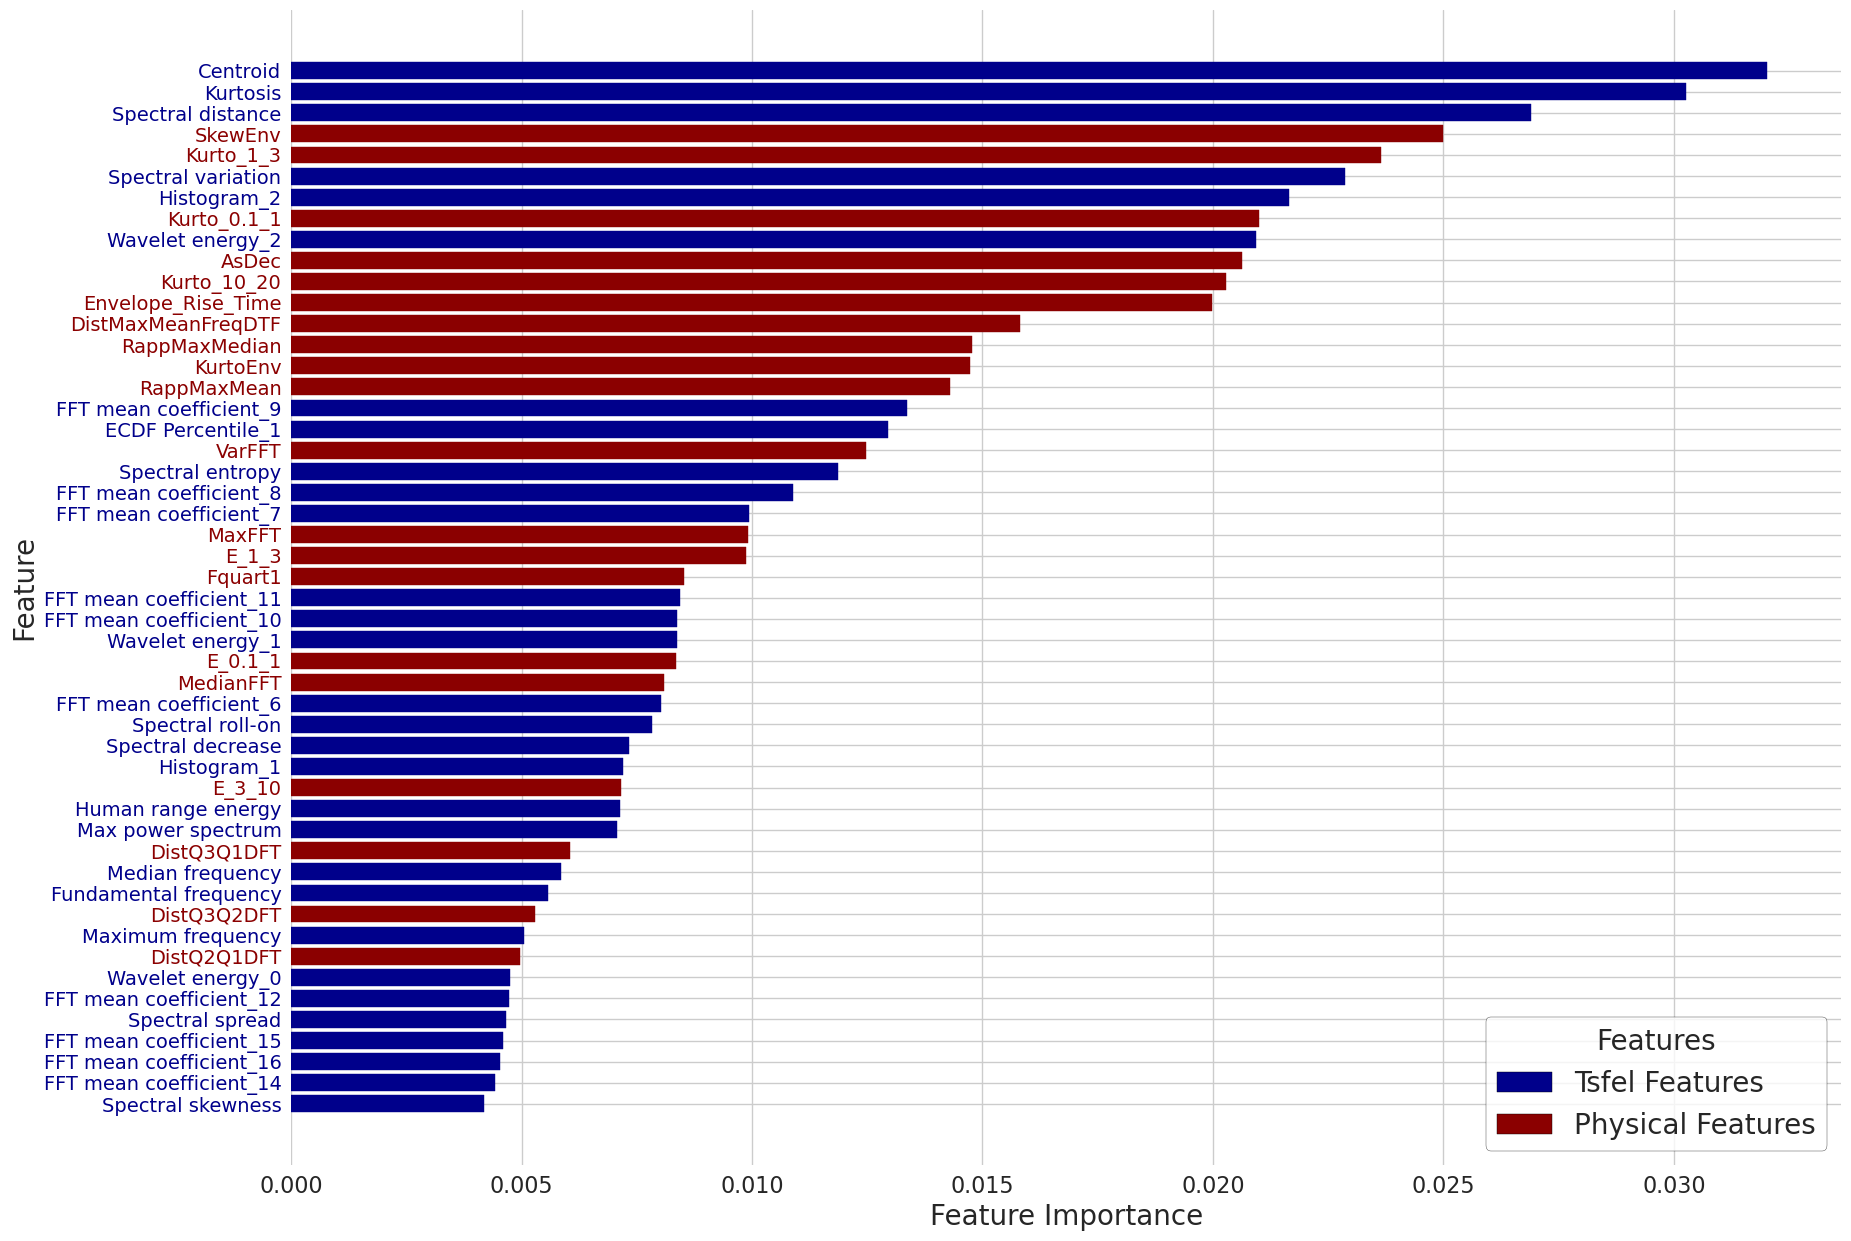 Centroid
Kurtosis
Spectral distance
SkewEnv
Kurto_1_3
Spectral variation
Histogram_2
Kurto_0.1_1
Wavelet energy_2
AsDec
Kurto_10_20
Envelope_Rise_Time
DistMaxMeanFreqDTF
RappMaxMedian
KurtoEnv
RappMaxMean
FFT mean coefficient_9
ECDF Percentile_1
VarFFT
Spectral entropy
FFT mean coefficient_8
FFT mean coefficient_7
MaxFFT
E_1_3
Fquart1
FFT mean coefficient_11
FFT mean coefficient_10
Wavelet energy_1
E_0.1_1
MedianFFT
FFT mean coefficient_6
Spectral roll-on
Spectral decrease
Histogram_1
E_3_10
Human range energy
Max power spectrum
DistQ3Q1DFT
Median frequency
Fundamental frequency
DistQ3Q2DFT
Maximum frequency
DistQ2Q1DFT
Wavelet energy_0
FFT mean coefficient_12
Spectral spread
FFT mean coefficient_15
FFT mean coefficient_16
FFT mean coefficient_14
Spectral skewness
Feature
Features
Tsfel Features
Physical Features
0.000 0.005 0.010 0.015 0.020 0.025 0.030
Feature Importance